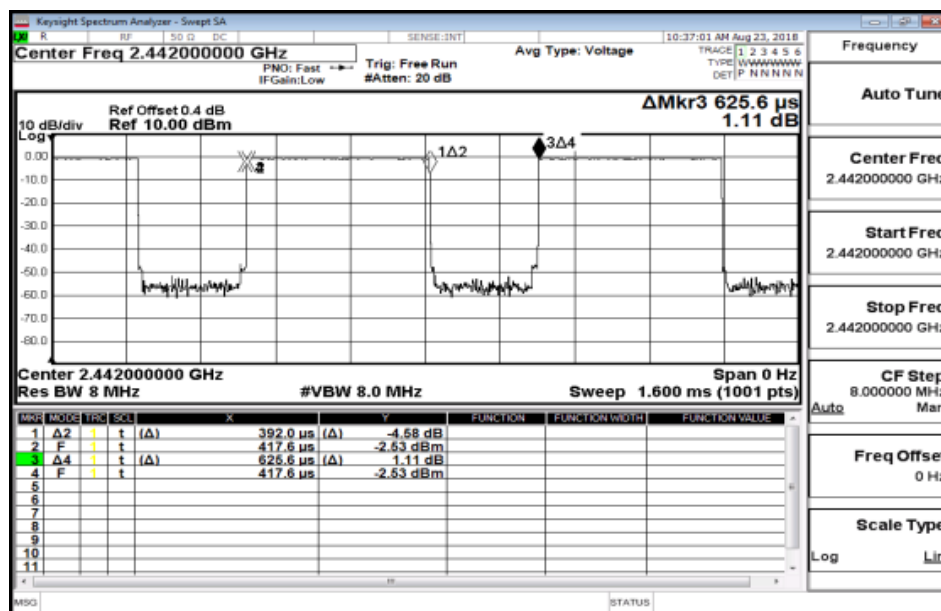 Keysight Spectrum Analyzer - Swept SA
R RF 50 Ω DC SENSE:INT 10:37:01 AM Aug 23, 2018
Center Freq 2.442000000 GHz
PNO: Fast
IFGain:Low
Trig: Free Run
#Atten: 20 dB
Avg Type: Voltage
TRACE 1 2 3 4 5 6
TYPE WWWWWW
DET P N N N N N
ΔMkr3 625.6 µs
1.11 dB
Ref Offset 0.4 dB
10 dB/div Ref 10.00 dBm
Log
0.00
-10.0
-20.0
-30.0
-40.0
-50.0
-60.0
-70.0
-80.0
1Δ2
3Δ4
Center 2.442000000 GHz Span 0 Hz
Res BW 8 MHz #VBW 8.0 MHz Sweep 1.600 ms (1001 pts)
MKR MODE TRC SCL X Y FUNCTION FUNCTION WIDTH FUNCTION VALUE
1 Δ2 1 t (Δ) 392.0 µs (Δ) -4.58 dB
2 F 1 t 417.6 µs -2.53 dBm
3 Δ4 1 t (Δ) 625.6 µs (Δ) 1.11 dB
4 F 1 t 417.6 µs -2.53 dBm
5
6
7
8
9
10
11
MSG STATUS
Frequency
Auto Tune
Center Freq
2.442000000 GHz
Start Freq
2.442000000 GHz
Stop Freq
2.442000000 GHz
CF Step
8.000000 MHz
Auto Man
Freq Offset
0 Hz
Scale Type
Log Lin